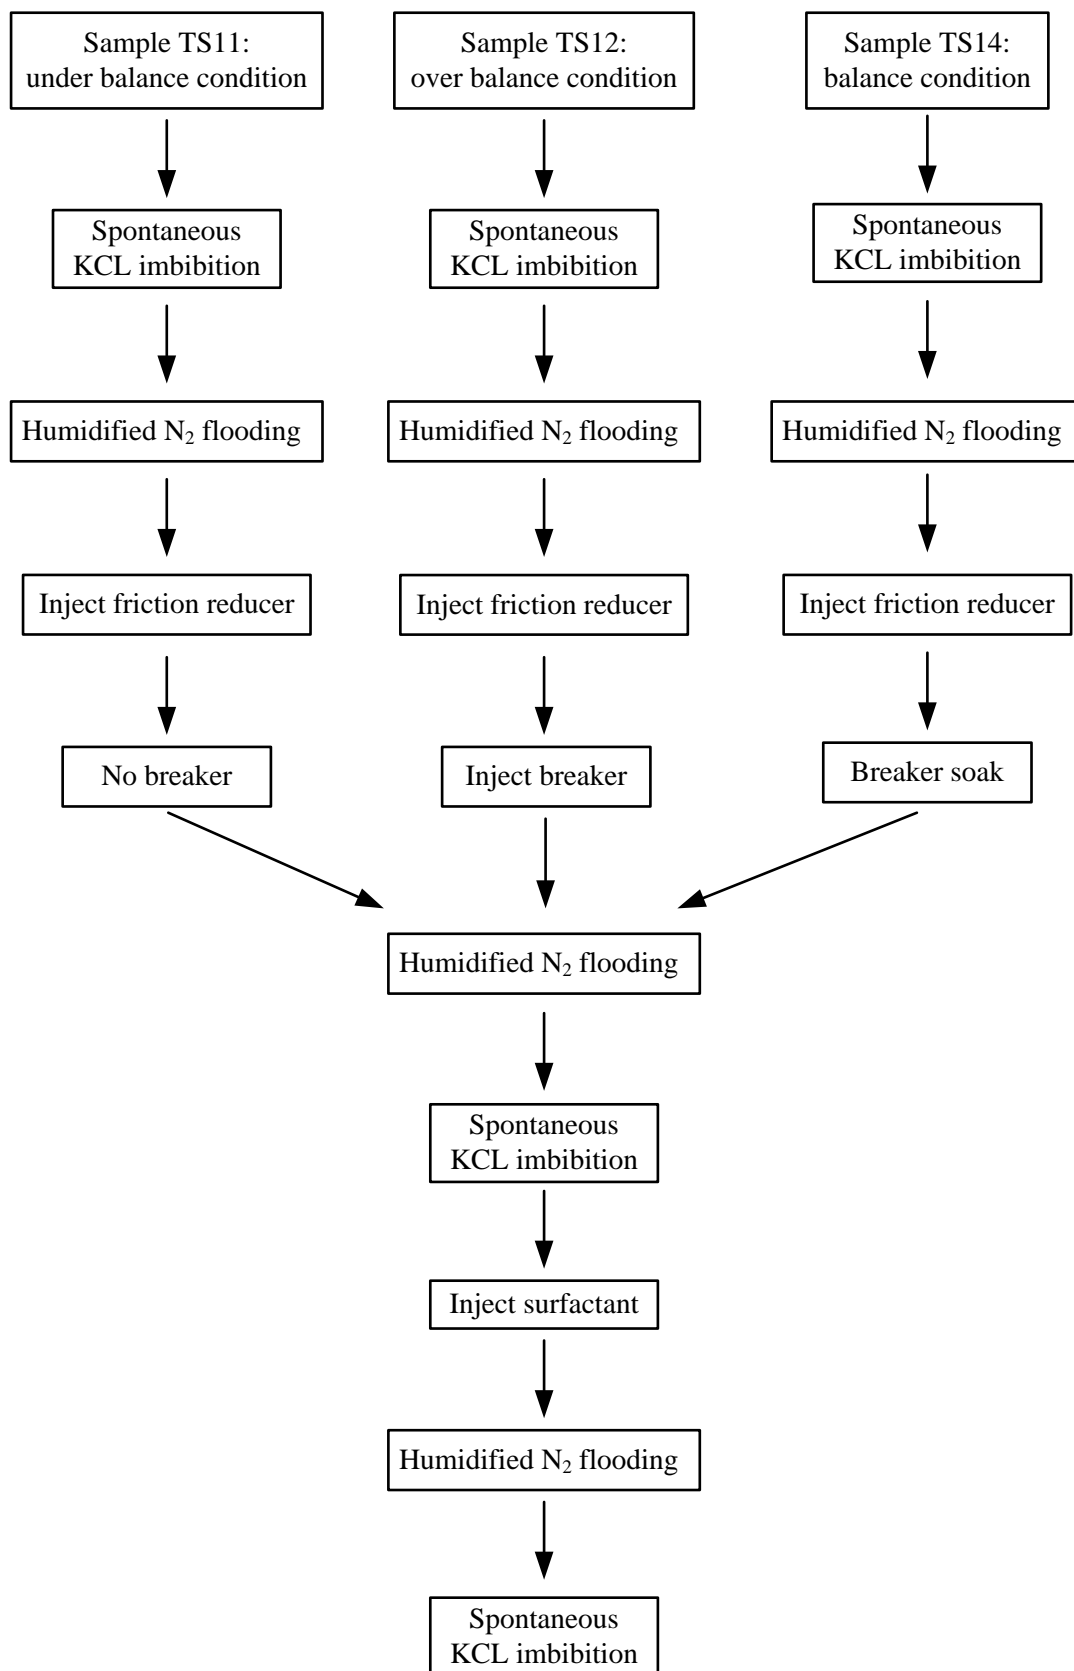 Sample TS11:
under balance condition
Sample TS12:
over balance condition
Sample TS14:
balance condition
Spontaneous
KCL imbibition
Spontaneous
KCL imbibition
Spontaneous
KCL imbibition
Humidified N₂ flooding
Humidified N₂ flooding
Humidified N₂ flooding
Inject friction reducer
Inject friction reducer
Inject friction reducer
No breaker
Inject breaker
Breaker soak
Humidified N₂ flooding
Spontaneous
KCL imbibition
Inject surfactant
Humidified N₂ flooding
Spontaneous
KCL imbibition